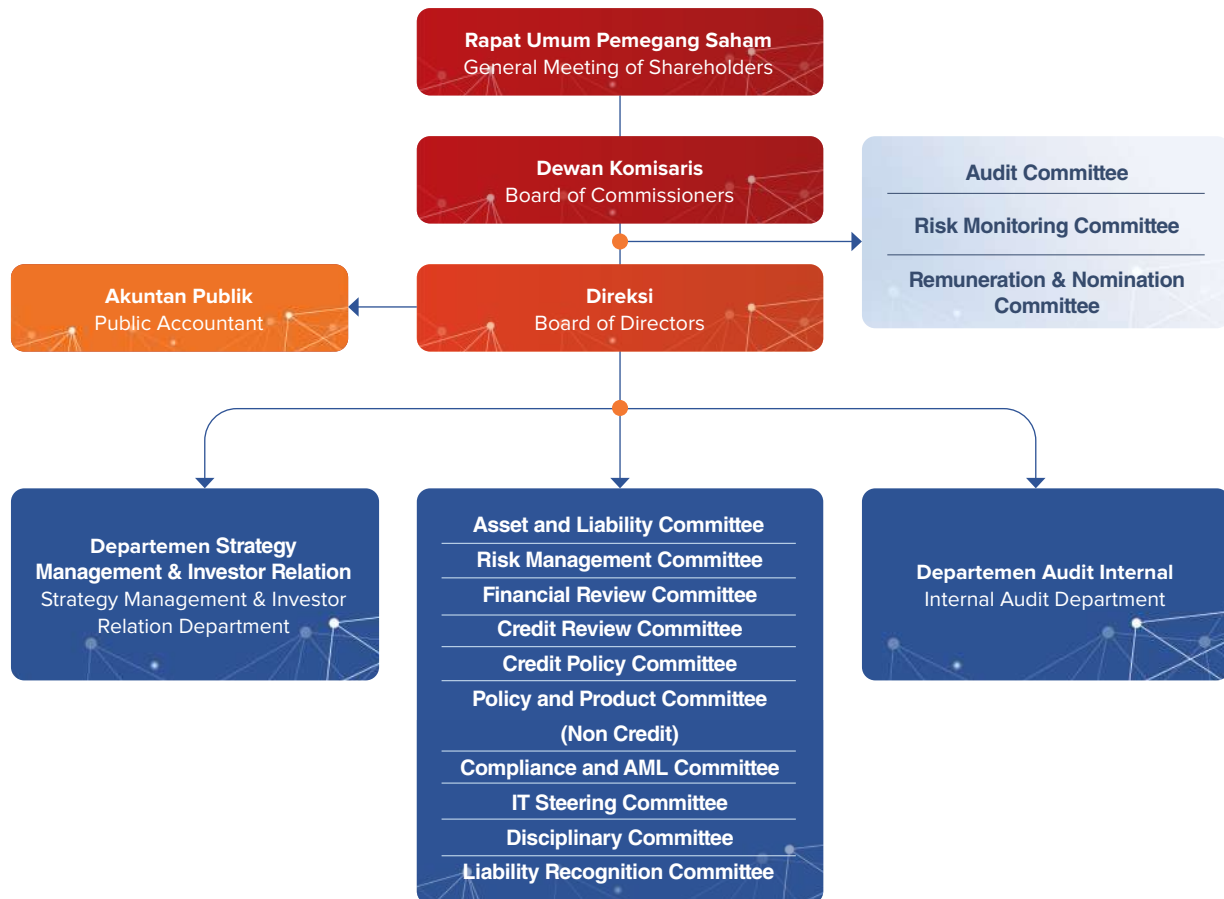 Rapat Umum Pemegang Saham
General Meeting of Shareholders
Dewan Komisaris
Board of Commissioners
Audit Committee
Risk Monitoring Committee
Remuneration & Nomination
Committee
Akuntan Publik
Public Accountant
Direksi
Board of Directors
Departemen Strategy
Management & Investor Relation
Strategy Management & Investor
Relation Department
Asset and Liability Committee
Risk Management Committee
Financial Review Committee
Credit Review Committee
Credit Policy Committee
Policy and Product Committee
(Non Credit)
Compliance and AML Committee
IT Steering Committee
Disciplinary Committee
Liability Recognition Committee
Departemen Audit Internal
Internal Audit Department